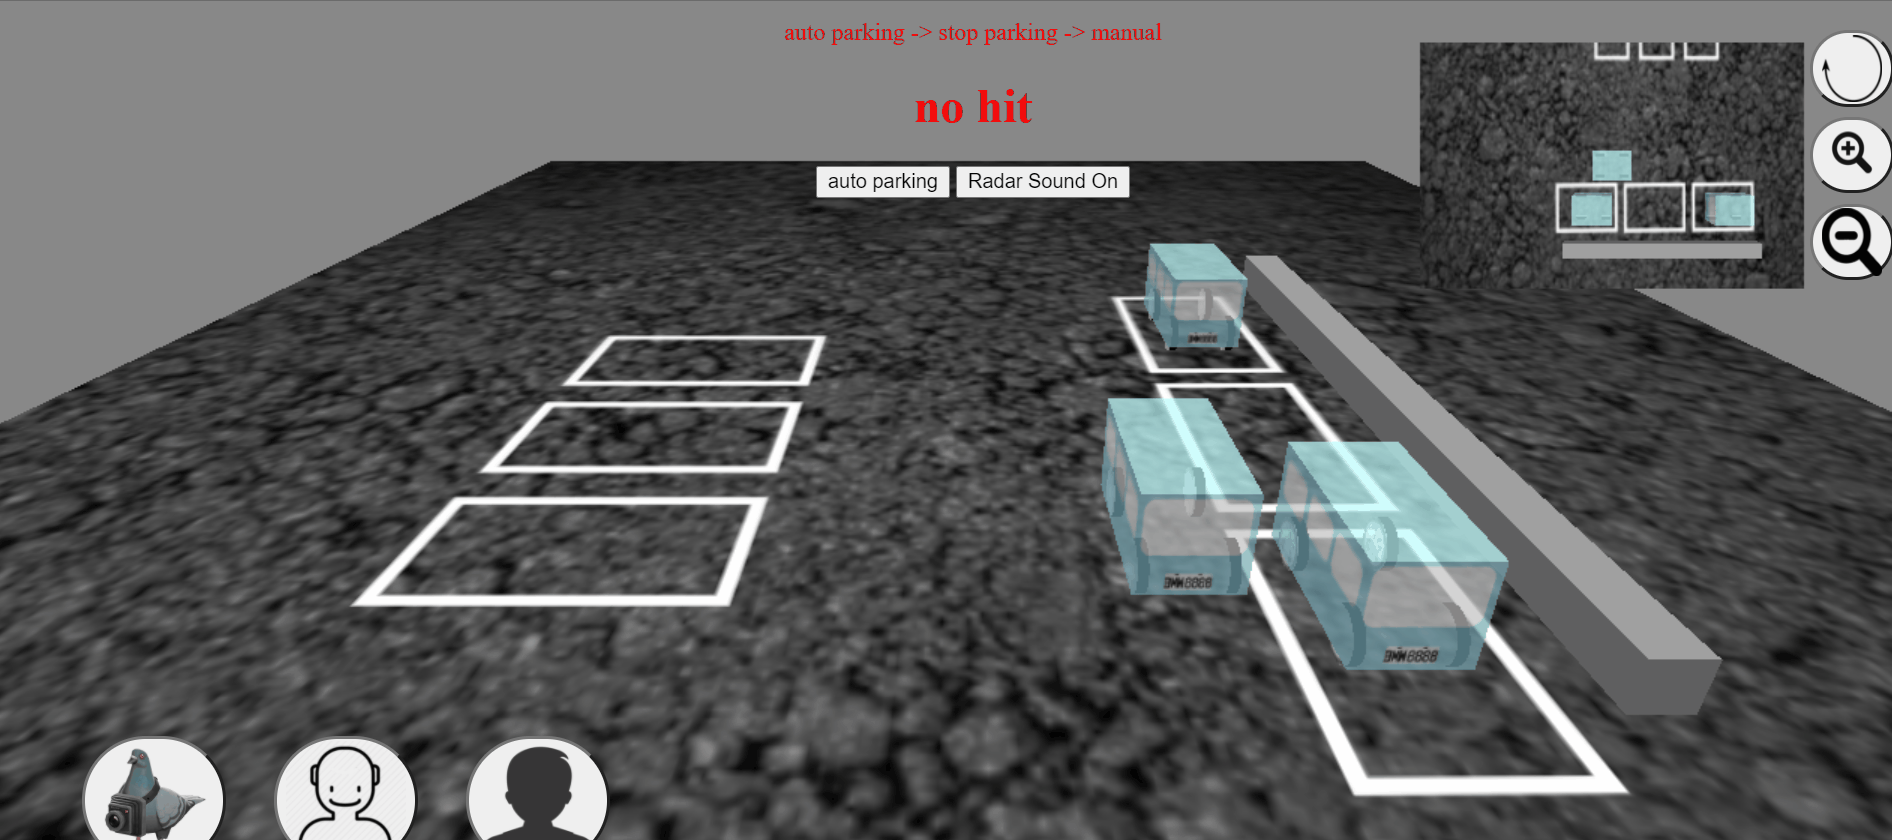 auto parking -> stop parking -> manual
no hit
auto parking Radar Sound On